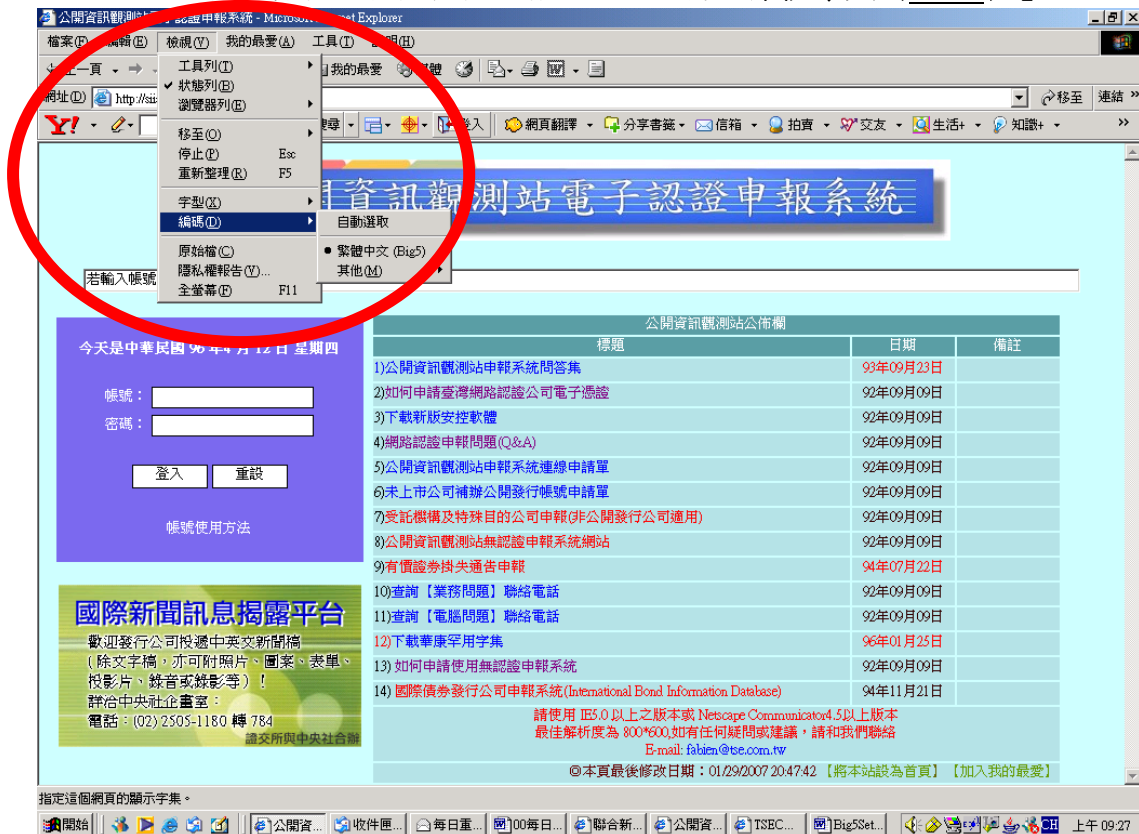 公開資訊觀測站電子認證申報系統 - Microsoft Internet Explorer
檔案(F) 編輯(E) 檢視(V) 我的最愛(A) 工具(T) 說明(H)
上一頁 我的最愛 媒體
網址(D) http://siis 移至 連結 »
Y! 搜尋 登入 網頁翻譯 分享書籤 信箱 拍賣 交友 生活+ 知識+ »
工具列(T)
狀態列(B)
瀏覽器列(E)
移至(O)
停止(P) Esc
重新整理(R) F5
字型(X)
編碼(D)
原始檔(C)
隱私權報告(V)...
全螢幕(F) F11
自動選取
繁體中文 (Big5)
其他(M)
開資訊觀測站電子認證申報系統
若輸入帳號
今天是中華民國 96 年4 月 12 日 星期四
帳號：
密碼：
登入 重設
帳號使用方法
國際新聞訊息揭露平台
歡迎發行公司投遞中英文新聞稿
(除文字稿，亦可附照片、圖案、表單、
投影片、錄音或錄影等)！
詳洽中央社企畫室：
電話：(02) 2505-1180 轉 784
證交所與中央社合辦
公開資訊觀測站公佈欄
標題 日期 備註
1)公開資訊觀測站申報系統問答集 93年09月23日
2)如何申請臺灣網路認證公司電子憑證 92年09月09日
3)下載新版安控軟體 92年09月09日
4)網路認證申報問題(Q&A) 92年09月09日
5)公開資訊觀測站申報系統連線申請單 92年09月09日
6)未上市公司補辦公開發行帳號申請單 92年09月09日
7)受託機構及特殊目的公司申報(非公開發行公司適用) 92年09月09日
8)公開資訊觀測站無認證申報系統網站 92年09月09日
9)有價證券掛失通告申報 94年07月22日
10)查詢【業務問題】聯絡電話 92年09月09日
11)查詢【電腦問題】聯絡電話 92年09月09日
12)下載華康罕用字集 96年01月25日
13) 如何申請使用無認證申報系統 92年09月09日
14) 國際債券發行公司申報系統(International Bond Information Database) 94年11月21日
請使用 IE5.0 以上之版本或 Netscape Communicator4.5以上版本
最佳解析度為 800*600,如有任何疑問或建議，請和我們聯絡
E-mail: fabien@tse.com.tw
◎本頁最後修改日期：01/29/2007 20:47:42 【將本站設為首頁】【加入我的最愛】
指定這個網頁的顯示字集。
開始 公開資... 收件匣... 每日重... 00每日... 聯合新... 公開資... TSEC... Big5Set... CH 上午 09:27